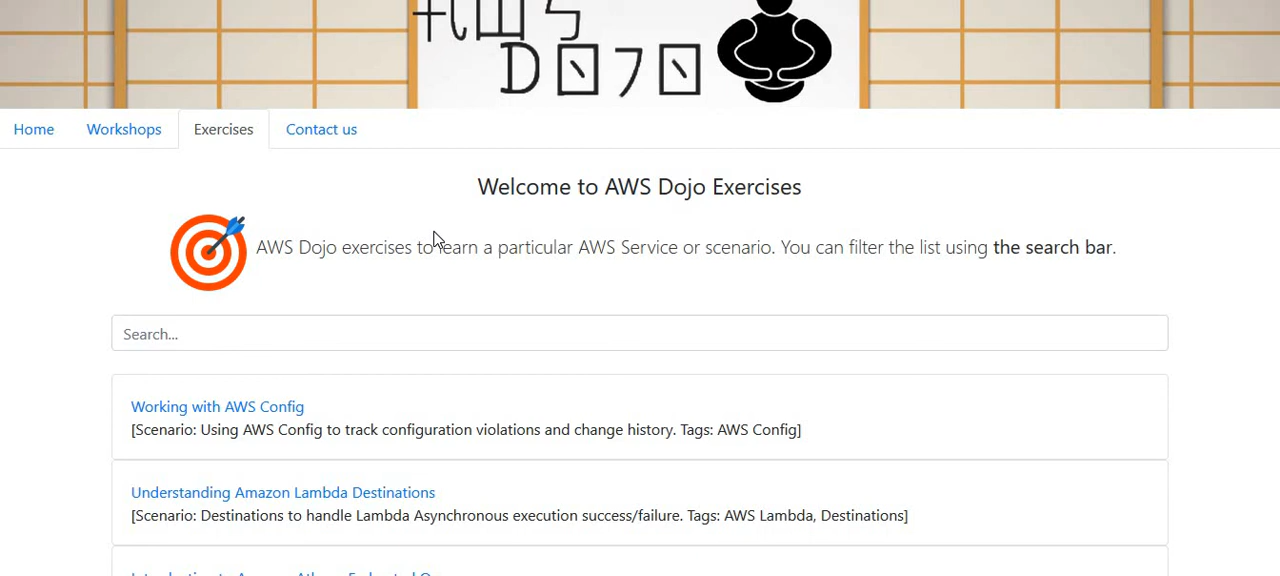 DOJO
Home Workshops Exercises Contact us
Welcome to AWS Dojo Exercises
AWS Dojo exercises to learn a particular AWS Service or scenario. You can filter the list using the search bar.
Search...
Working with AWS Config
[Scenario: Using AWS Config to track configuration violations and change history. Tags: AWS Config]
Understanding Amazon Lambda Destinations
[Scenario: Destinations to handle Lambda Asynchronous execution success/failure. Tags: AWS Lambda, Destinations]